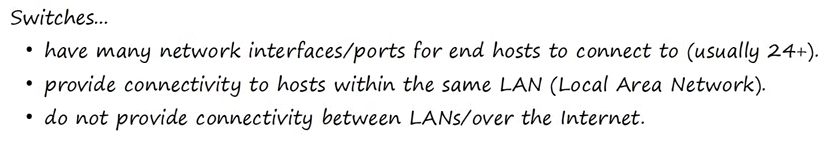 Switches...
• have many network interfaces/ports for end hosts to connect to (usually 24+).
• provide connectivity to hosts within the same LAN (Local Area Network).
• do not provide connectivity between LANs/over the Internet.